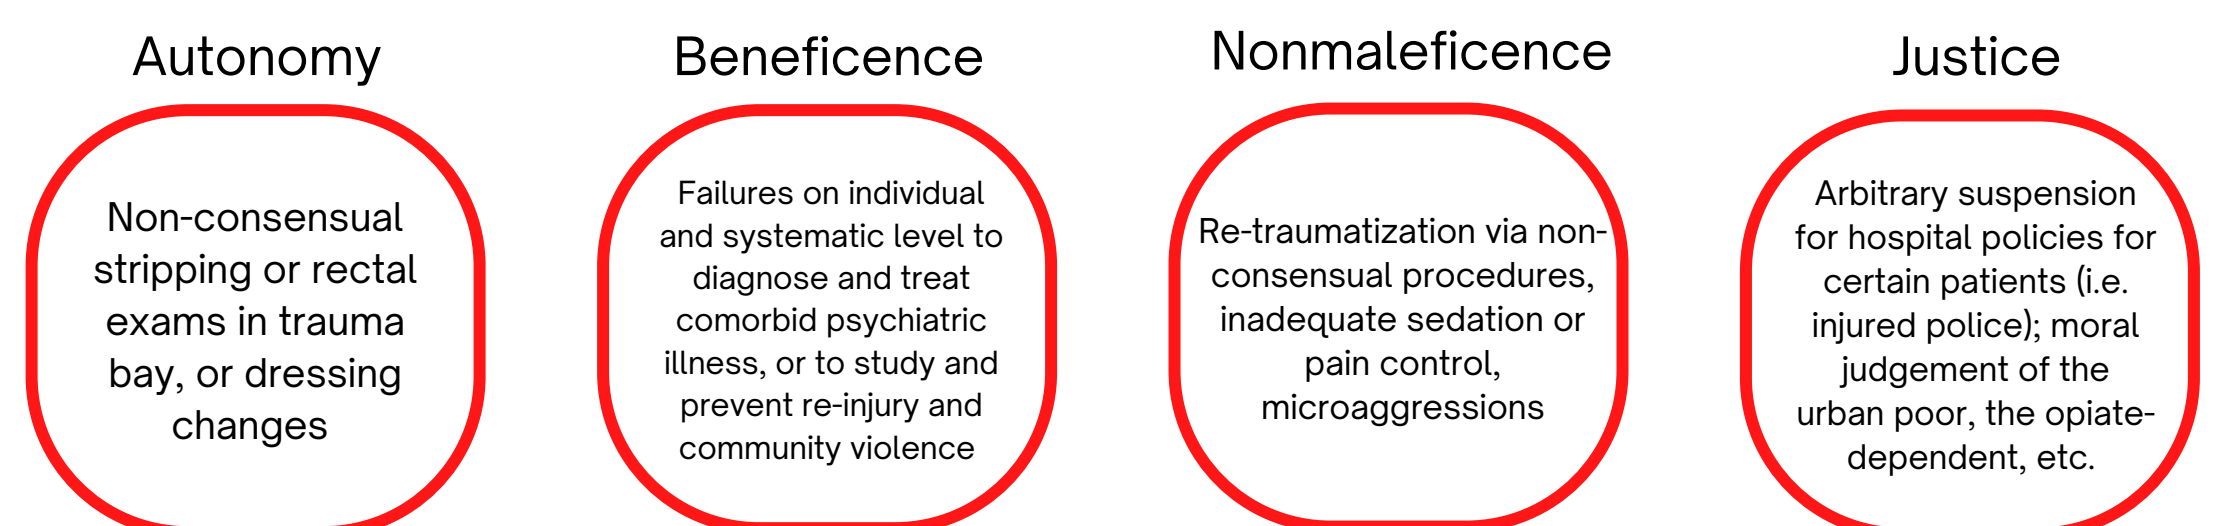 Autonomy
Non-consensual
stripping or rectal
exams in trauma
bay, or dressing
changes
Beneficence
Failures on individual
and systematic level to
diagnose and treat
comorbid psychiatric
illness, or to study and
prevent re-injury and
community violence
Nonmaleficence
Re-traumatization via non-
consensual procedures,
inadequate sedation or
pain control,
microaggressions
Justice
Arbitrary suspension
for hospital policies for
certain patients (i.e.
injured police); moral
judgement of the
urban poor, the opiate-
dependent, etc.